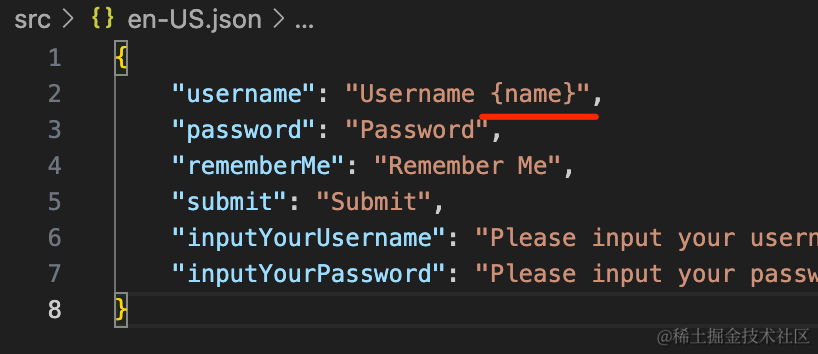 src > {} en-US.json > ...
1 {
2 "username": "Username {name}",
3 "password": "Password",
4 "rememberMe": "Remember Me",
5 "submit": "Submit",
6 "inputYourUsername": "Please input your
7 "inputYourPassword": "Please input your
8 }
@稀土掘金技术社区